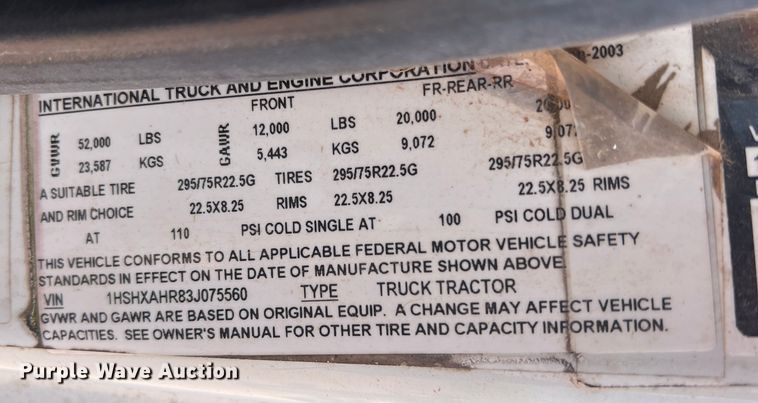 INTERNATIONAL TRUCK AND ENGINE CORPORATION DATE -2003
FRONT FR-REAR-RR
GVWR 52,000 LBS GAWR 12,000 LBS 20,000
23,587 KGS 5,443 KGS 9,072
A SUITABLE TIRE 295/75R22.5G TIRES 295/75R22.5G 295/75R22.5G
AND RIM CHOICE 22.5X8.25 RIMS 22.5X8.25 22.5X8.25 RIMS
AT 110 PSI COLD SINGLE AT 100 PSI COLD DUAL
THIS VEHICLE CONFORMS TO ALL APPLICABLE FEDERAL MOTOR VEHICLE SAFETY
STANDARDS IN EFFECT ON THE DATE OF MANUFACTURE SHOWN ABOVE.
VIN 1HSHXAHR83J075560 TYPE TRUCK TRACTOR
GVWR AND GAWR ARE BASED ON ORIGINAL EQUIP. A CHANGE MAY AFFECT VEHICLE
CAPACITIES. SEE OWNER'S MANUAL FOR OTHER TIRE AND CAPACITY INFORMATION.
Purple Wave Auction